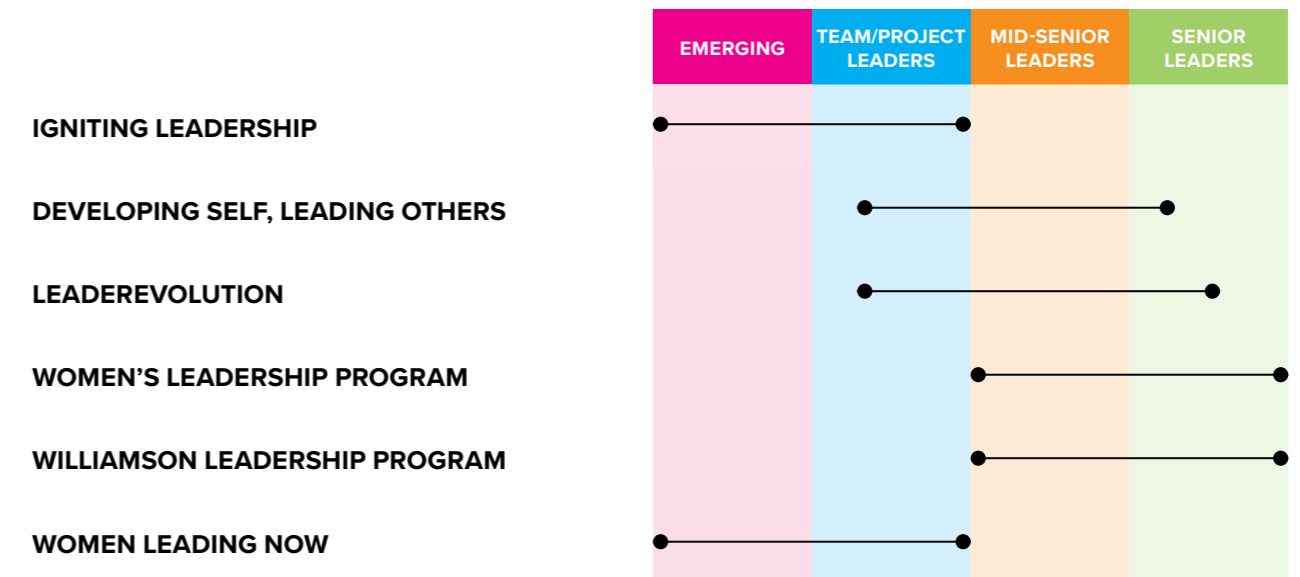 EMERGING
TEAM/PROJECT
LEADERS
MID-SENIOR
LEADERS
SENIOR
LEADERS
IGNITING LEADERSHIP
DEVELOPING SELF, LEADING OTHERS
LEADEREVOLUTION
WOMEN’S LEADERSHIP PROGRAM
WILLIAMSON LEADERSHIP PROGRAM
WOMEN LEADING NOW